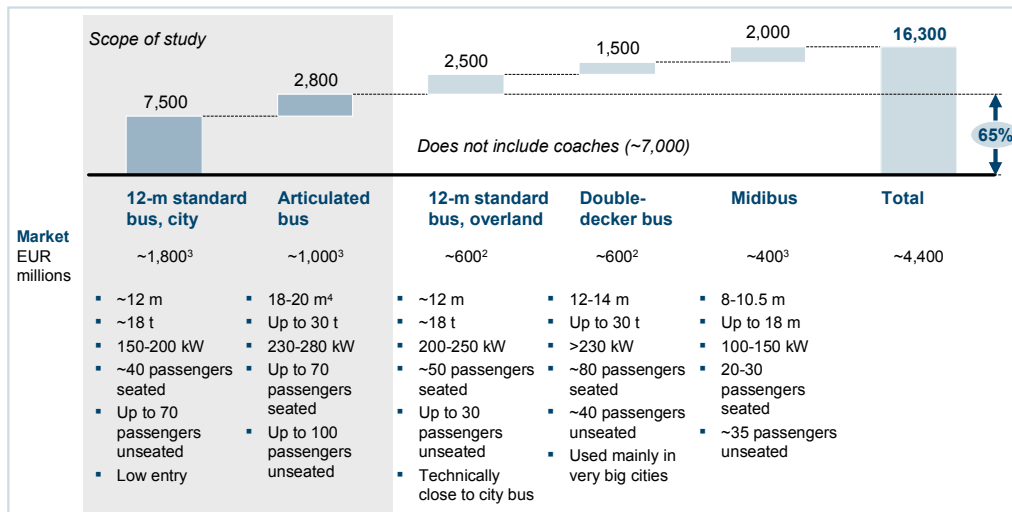 Scope of study
7,500
2,800
2,500
1,500
2,000
16,300
65%
Does not include coaches (~7,000)
12-m standard
bus, city
Articulated
bus
12-m standard
bus, overland
Double-
decker bus
Midibus
Total
Market
EUR
millions
~1,800³
~1,000³
~600²
~600²
~400³
~4,400
▪ ~12 m
▪ ~18 t
▪ 150-200 kW
▪ ~40 passengers
seated
▪ Up to 70
passengers
unseated
▪ Low entry
▪ 18-20 m⁴
▪ Up to 30 t
▪ 230-280 kW
▪ Up to 70
passengers
seated
▪ Up to 100
passengers
unseated
▪ ~12 m
▪ ~18 t
▪ 200-250 kW
▪ ~50 passengers
seated
▪ Up to 30
passengers
unseated
▪ Technically
close to city bus
▪ 12-14 m
▪ Up to 30 t
▪ >230 kW
▪ ~80 passengers
seated
▪ ~40 passengers
unseated
▪ Used mainly in
very big cities
▪ 8-10.5 m
▪ Up to 18 m
▪ 100-150 kW
▪ 20-30
passengers
seated
▪ ~35 passengers
unseated